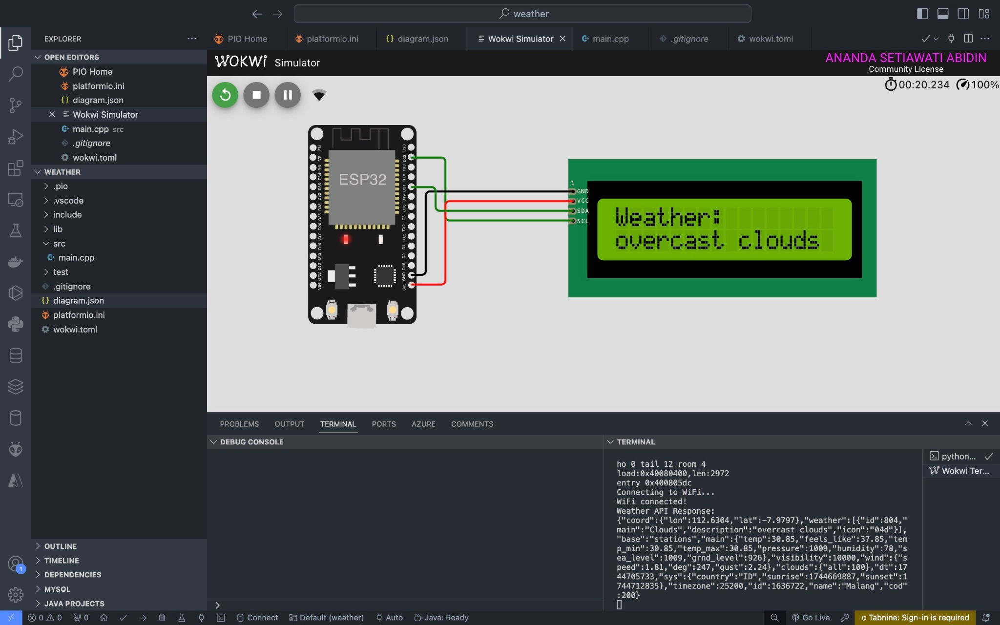 weather
EXPLORER
PIO Home
platformio.ini
diagram.json
Wokwi Simulator
main.cpp
.gitignore
wokwi.toml
OPEN EDITORS
PIO Home
platformio.ini
diagram.json
Wokwi Simulator
main.cpp src
.gitignore
wokwi.toml
WEATHER
.pio
.vscode
include
lib
src
main.cpp
test
.gitignore
diagram.json
platformio.ini
wokwi.toml
OUTLINE
TIMELINE
DEPENDENCIES
MYSQL
JAVA PROJECTS
1
WOKWi Simulator
ANANDA SETIAWATI ABIDIN
Community License
00:20.234 100%
ESP32
EN
VP
VN
D34
D35
D32
D33
D25
D26
D27
D14
D12
D13
GND
VIN
D23
D22
TX0
RX0
D21
D19
D18
D5
TX2
RX2
D4
D2
D15
GND
3V3
1
GND
VCC
SDA
SCL
Weather:
overcast clouds
PROBLEMS OUTPUT TERMINAL PORTS AZURE COMMENTS
DEBUG CONSOLE
TERMINAL
ho 0 tail 12 room 4
load:0x40080400,len:2972
entry 0x400805dc
Connecting to WiFi...
WiFi connected!
Weather API Response:
{"coord":{"lon":112.6304,"lat":-7.9797},"weather":[{"id":804,"
main":"Clouds","description":"overcast clouds","icon":"04d"}],
"base":"stations","main":{"temp":30.85,"feels_like":37.85,"tem
p_min":30.85,"temp_max":30.85,"pressure":1009,"humidity":78,"s
ea_level":1009,"grnd_level":926},"visibility":10000,"wind":{"s
peed":1.81,"deg":247,"gust":2.24},"clouds":{"all":100},"dt":17
44705733,"sys":{"country":"ID","sunrise":1744669887,"sunset":1
744712835},"timezone":25200,"id":1636722,"name":"Malang","cod"
:200}
python...
Wokwi Ter...
0 0 0 Connect Default (weather) Auto Java: Ready Go Live Tabnine: Sign-in is required